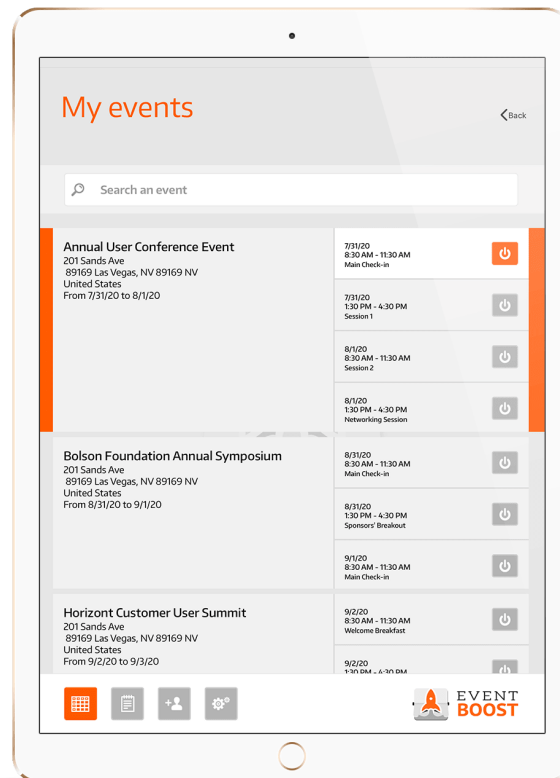 My events
Back
Search an event
Annual User Conference Event
201 Sands Ave
89169 Las Vegas, NV 89169 NV
United States
From 7/31/20 to 8/1/20
7/31/20
8:30 AM - 11:30 AM
Main Check-in
7/31/20
1:30 PM - 4:30 PM
Session 1
8/1/20
8:30 AM - 11:30 AM
Session 2
8/1/20
1:30 PM - 4:30 PM
Networking Session
Bolson Foundation Annual Symposium
201 Sands Ave
89169 Las Vegas, NV 89169 NV
United States
From 8/31/20 to 9/1/20
8/31/20
8:30 AM - 11:30 AM
Main Check-in
8/31/20
1:30 PM - 4:30 PM
Sponsors' Breakout
9/1/20
8:30 AM - 11:30 AM
Main Check-in
Horizont Customer User Summit
201 Sands Ave
89169 Las Vegas, NV 89169 NV
United States
From 9/2/20 to 9/3/20
9/2/20
8:30 AM - 11:30 AM
Welcome Breakfast
9/2/20
1:30 PM - 4:30 PM
EVENT
BOOST